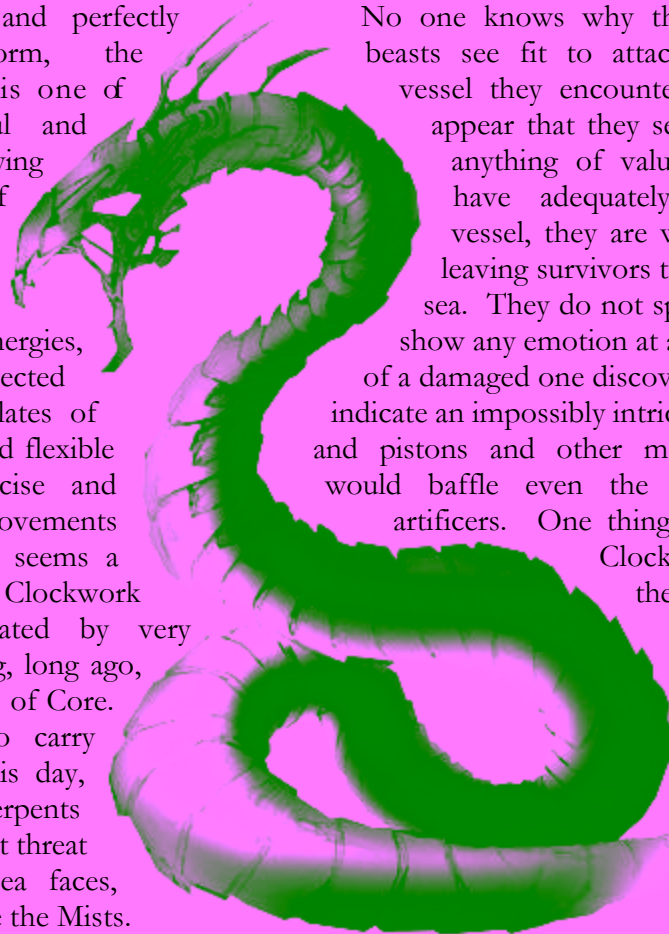 and perfectly
orm, the
is one of
al and
ving
f
nergies,
ected
lates of
d flexible
cise and
ovements
seems a
Clockwork
ated by very
g, long ago,
of Core.
o carry
is day,
erpents
t threat
ea faces,
e the Mists.
No one knows why th
beasts see fit to attac
vessel they encounte
appear that they se
anything of valu
have adequately
vessel, they are v
leaving survivors t
sea. They do not sp
show any emotion at a
of a damaged one discov
indicate an impossibly intric
and pistons and other m
would baffle even the
artificers. One thing
Clock
the